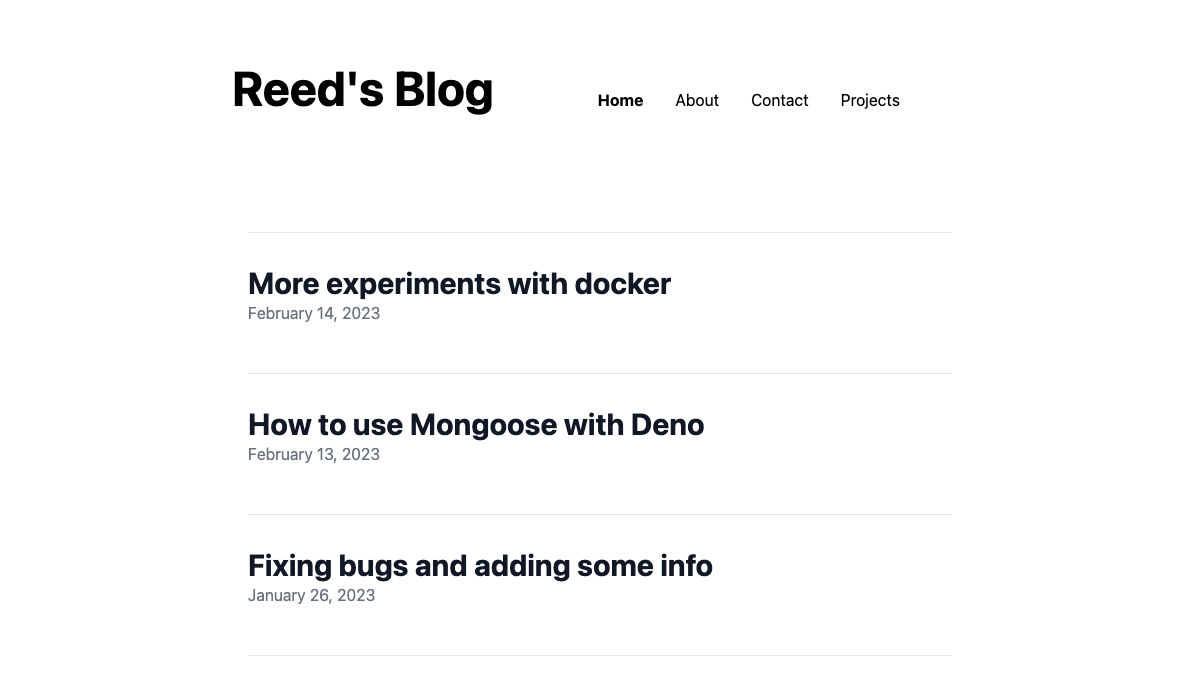 Reed's Blog
Home About Contact Projects
More experiments with docker
February 14, 2023
How to use Mongoose with Deno
February 13, 2023
Fixing bugs and adding some info
January 26, 2023